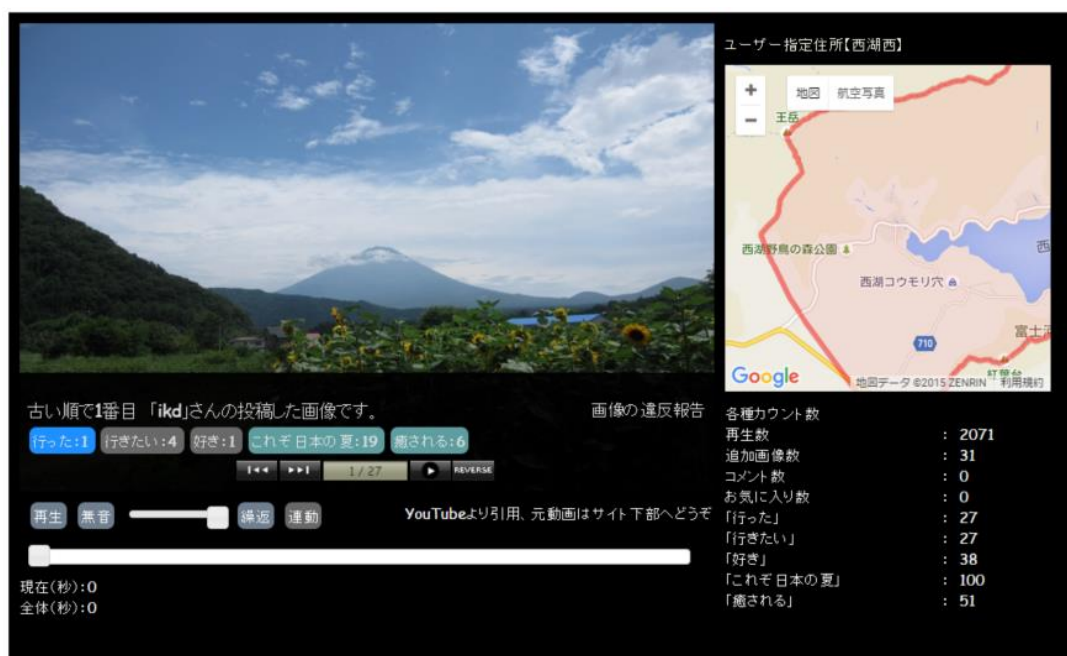 ユーザー指定住所【西湖西】
+
地図 航空写真
−
王岳
西湖野鳥の森公園
西
西湖コウモリ穴
710
富士河
紅葉台
Google
地図データ ©2015 ZENRIN 利用規約
古い順で1番目 「ikd」さんの投稿した画像です。
画像の違反報告
行った:1 行きたい:4 好き:1 これぞ日本の夏:19 癒される:6
1 / 27 REVERSE
再生 無音 繰返 連動
YouTubeより引用、元動画はサイト下部へどうぞ
現在(秒):0
全体(秒):0
各種カウント数
再生数 : 2071
追加画像数 : 31
コメント数 : 0
お気に入り数 : 0
「行った」 : 27
「行きたい」 : 27
「好き」 : 38
「これぞ日本の夏」 : 100
「癒される」 : 51